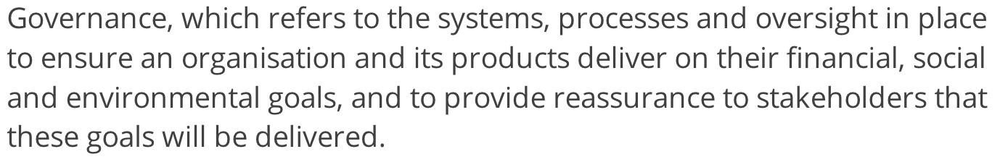 Governance, which refers to the systems, processes and oversight in place
to ensure an organisation and its products deliver on their financial, social
and environmental goals, and to provide reassurance to stakeholders that
these goals will be delivered.